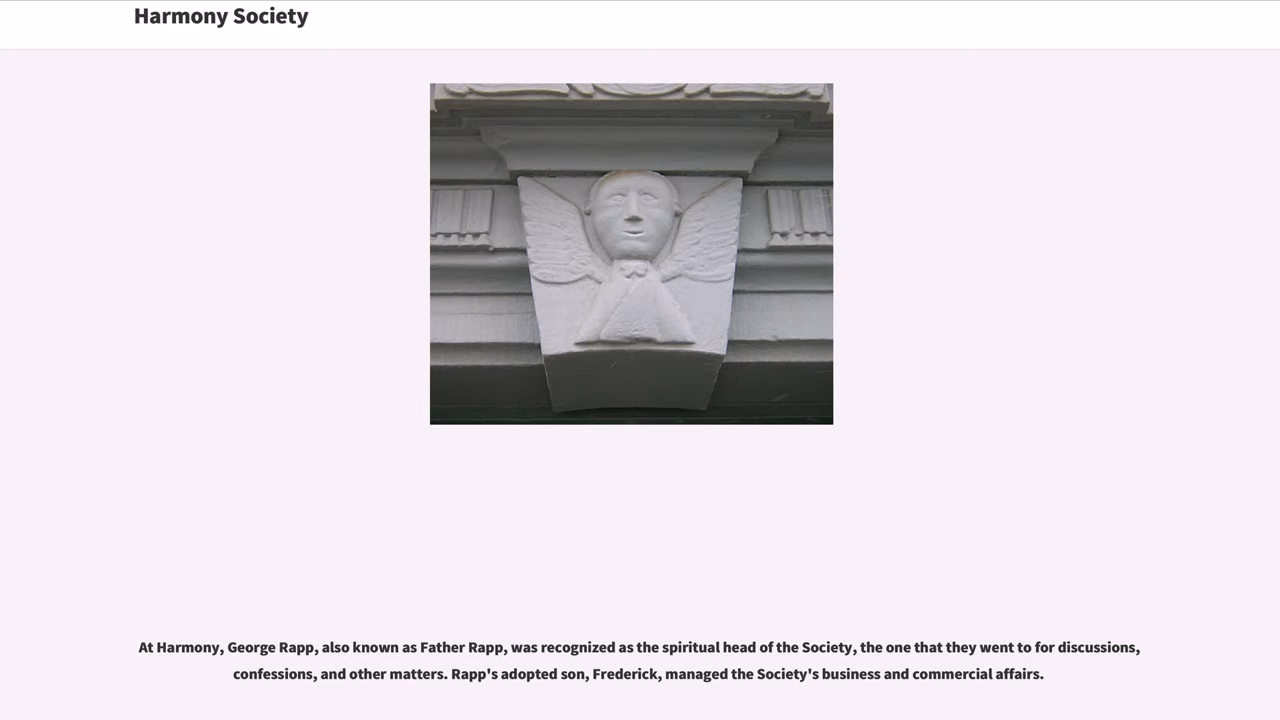 Harmony Society
At Harmony, George Rapp, also known as Father Rapp, was recognized as the spiritual head of the Society, the one that they went to for discussions,
confessions, and other matters. Rapp's adopted son, Frederick, managed the Society's business and commercial affairs.